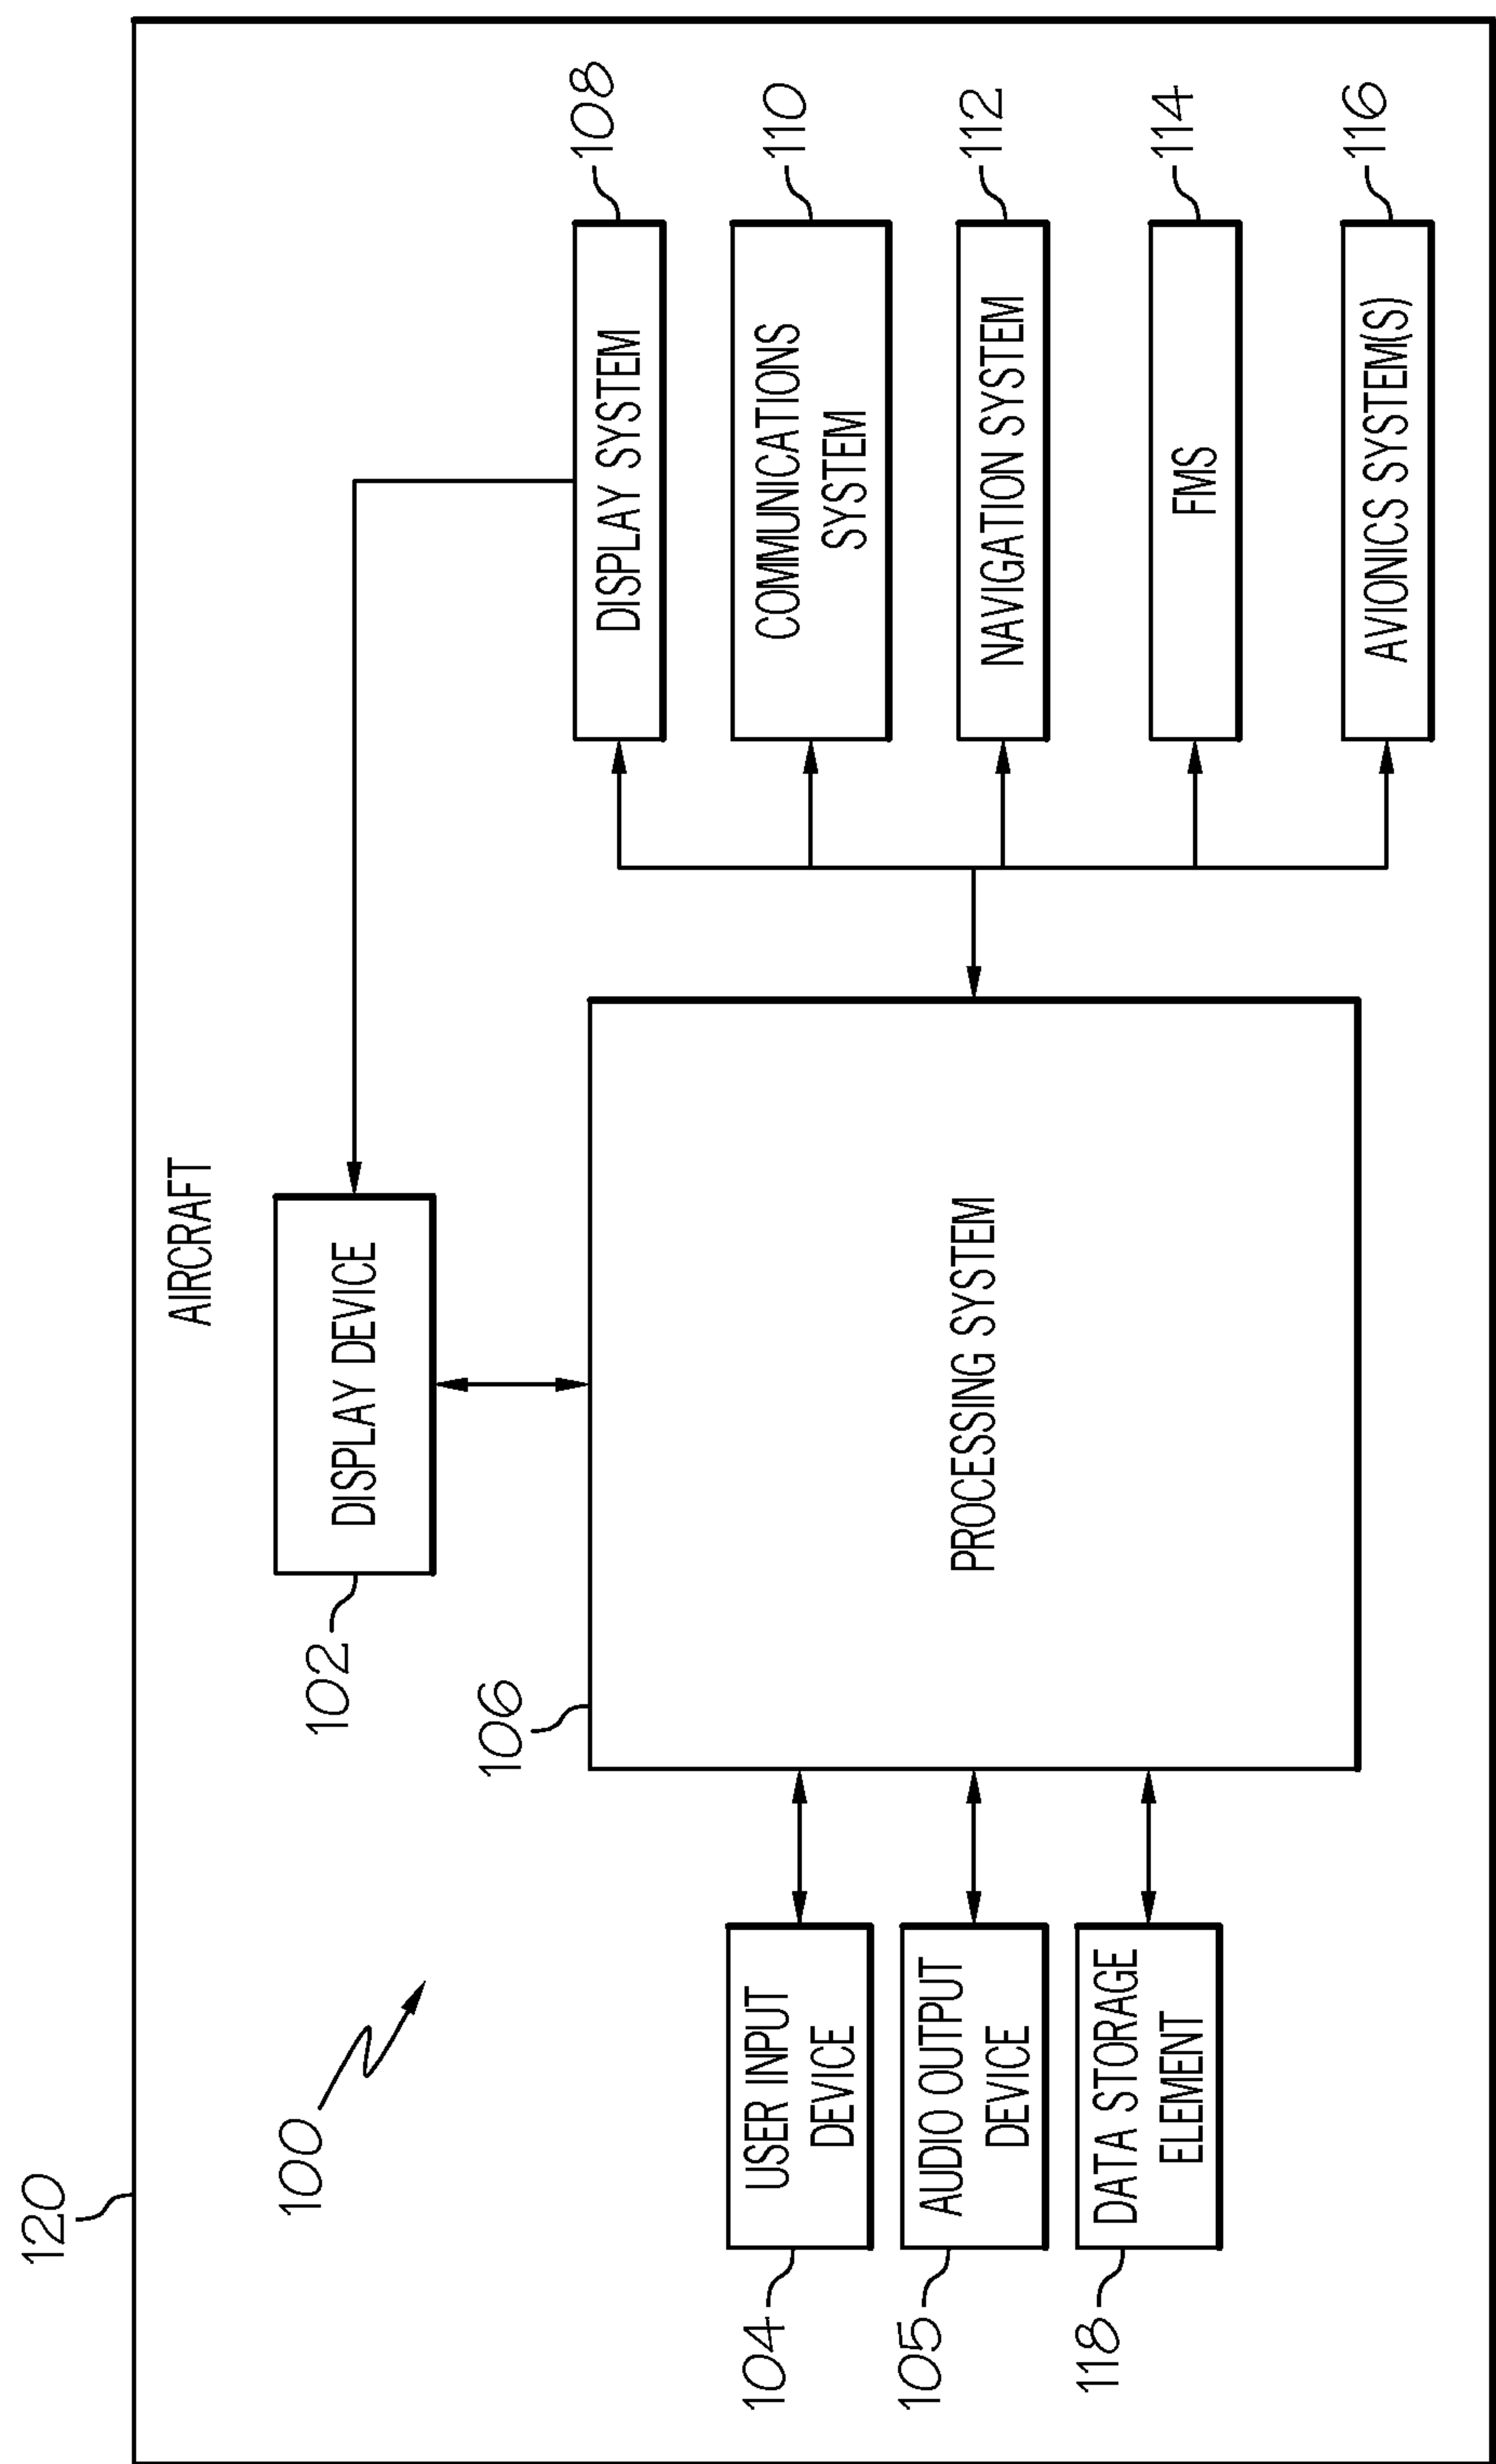 120
100
AIRCRAFT
102
DISPLAY DEVICE
108
DISPLAY SYSTEM
106
PROCESSING SYSTEM
104
USER INPUT
DEVICE
105
AUDIO OUTPUT
DEVICE
118
DATA STORAGE
ELEMENT
110
COMMUNICATIONS
SYSTEM
112
NAVIGATION SYSTEM
114
FMS
116
AVIONICS SYSTEM(S)